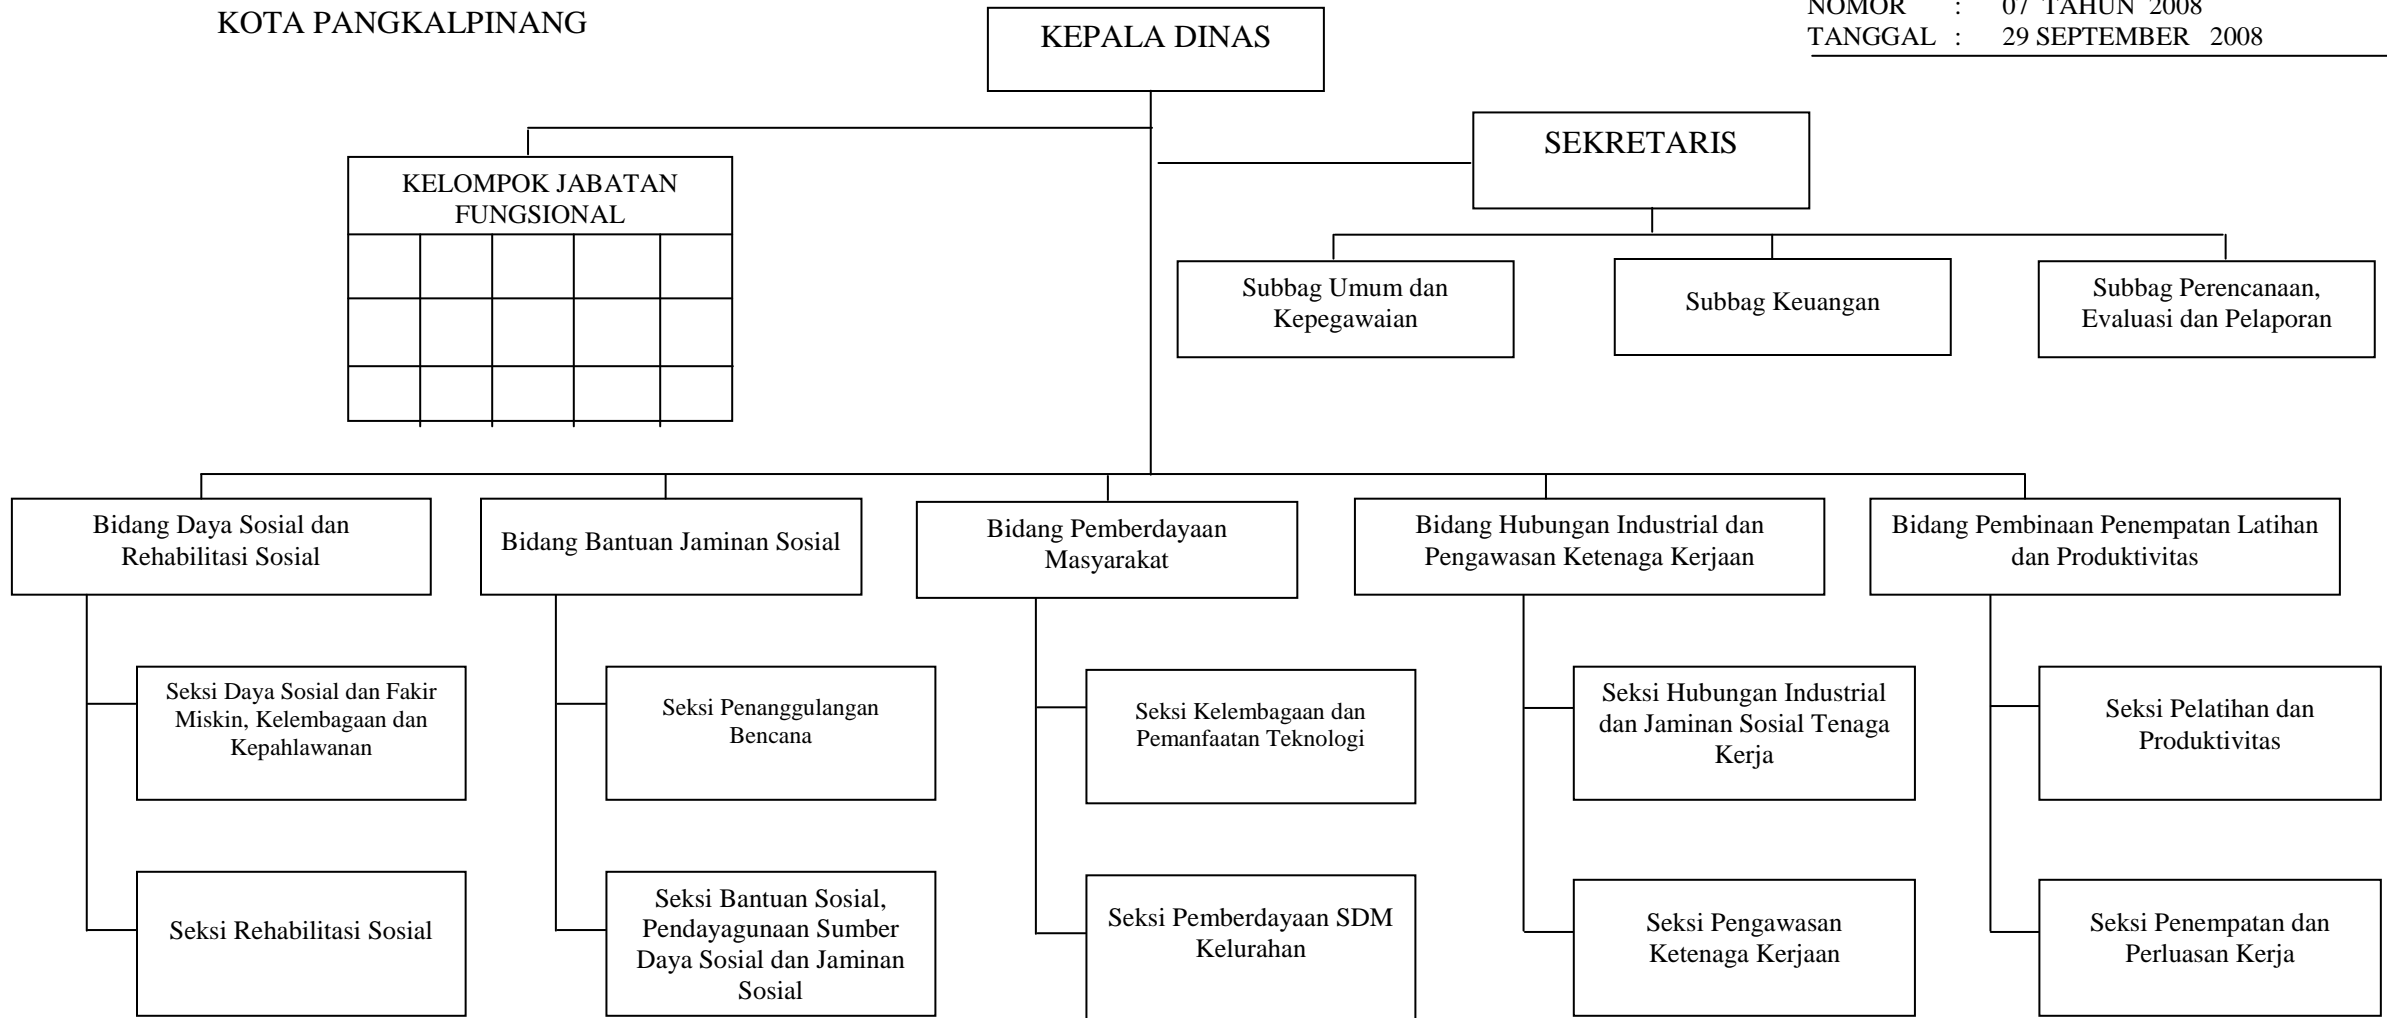 KOTA PANGKALPINANG
NOMOR : 07 TAHUN 2008
TANGGAL : 29 SEPTEMBER 2008
KEPALA DINAS
SEKRETARIS
KELOMPOK JABATAN
FUNGSIONAL
Subbag Umum dan
Kepegawaian
Subbag Keuangan
Subbag Perencanaan,
Evaluasi dan Pelaporan
Bidang Daya Sosial dan
Rehabilitasi Sosial
Bidang Bantuan Jaminan Sosial
Bidang Pemberdayaan
Masyarakat
Bidang Hubungan Industrial dan
Pengawasan Ketenaga Kerjaan
Bidang Pembinaan Penempatan Latihan
dan Produktivitas
Seksi Daya Sosial dan Fakir
Miskin, Kelembagaan dan
Kepahlawanan
Seksi Penanggulangan
Bencana
Seksi Kelembagaan dan
Pemanfaatan Teknologi
Seksi Hubungan Industrial
dan Jaminan Sosial Tenaga
Kerja
Seksi Pelatihan dan
Produktivitas
Seksi Rehabilitasi Sosial
Seksi Bantuan Sosial,
Pendayagunaan Sumber
Daya Sosial dan Jaminan
Sosial
Seksi Pemberdayaan SDM
Kelurahan
Seksi Pengawasan
Ketenaga Kerjaan
Seksi Penempatan dan
Perluasan Kerja